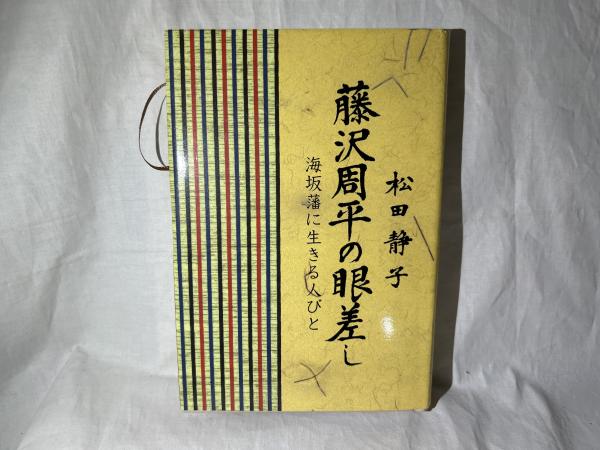 松田静子
藤沢周平の眼差し
海坂藩に生きる人びと